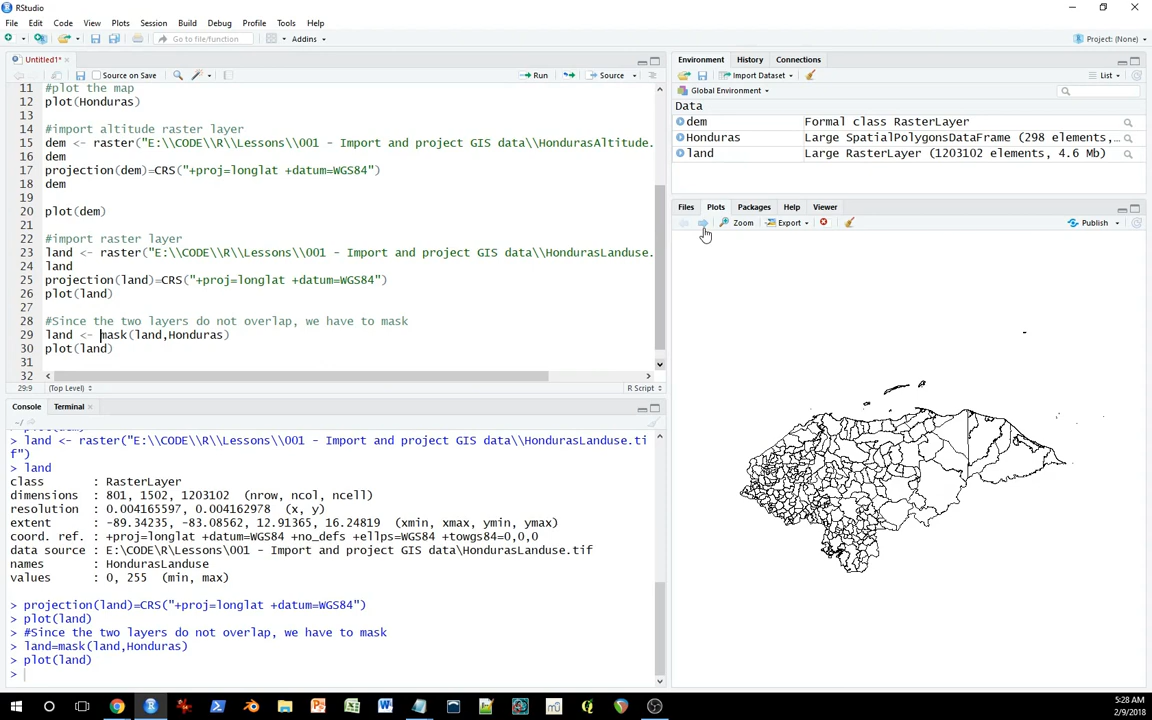 RStudio
File Edit Code View Plots Session Build Debug Profile Tools Help
Go to file/function Addins Project: (None)
Untitled1*
Source on Save Run Source
11 #plot the map
12 plot(Honduras)
13
14 #import altitude raster layer
15 dem <- raster("E:\\CODE\\R\\Lessons\\001 - Import and project GIS data\\HondurasAltitude.
16 dem
17 projection(dem)=CRS("+proj=longlat +datum=WGS84")
18 dem
19
20 plot(dem)
21
22 #import raster layer
23 land <- raster("E:\\CODE\\R\\Lessons\\001 - Import and project GIS data\\HondurasLanduse.
24 land
25 projection(land)=CRS("+proj=longlat +datum=WGS84")
26 plot(land)
27
28 #Since the two layers do not overlap, we have to mask
29 land <- mask(land,Honduras)
30 plot(land)
31
32
29:9 (Top Level) R Script
Console Terminal
~/
> land <- raster("E:\\CODE\\R\\Lessons\\001 - Import and project GIS data\\HondurasLanduse.ti
f")
> land
class : RasterLayer
dimensions : 801, 1502, 1203102 (nrow, ncol, ncell)
resolution : 0.004165597, 0.004162978 (x, y)
extent : -89.34235, -83.08562, 12.91365, 16.24819 (xmin, xmax, ymin, ymax)
coord. ref. : +proj=longlat +datum=WGS84 +no_defs +ellps=WGS84 +towgs84=0,0,0
data source : E:\CODE\R\Lessons\001 - Import and project GIS data\HondurasLanduse.tif
names : HondurasLanduse
values : 0, 255 (min, max)
> projection(land)=CRS("+proj=longlat +datum=WGS84")
> plot(land)
> #Since the two layers do not overlap, we have to mask
> land=mask(land,Honduras)
> plot(land)
>
Environment History Connections
Import Dataset List
Global Environment
Data
dem Formal class RasterLayer
Honduras Large SpatialPolygonsDataFrame (298 elements,...
land Large RasterLayer (1203102 elements, 4.6 Mb)
Files Plots Packages Help Viewer
Zoom Export Publish
5:28 AM
2/9/2018